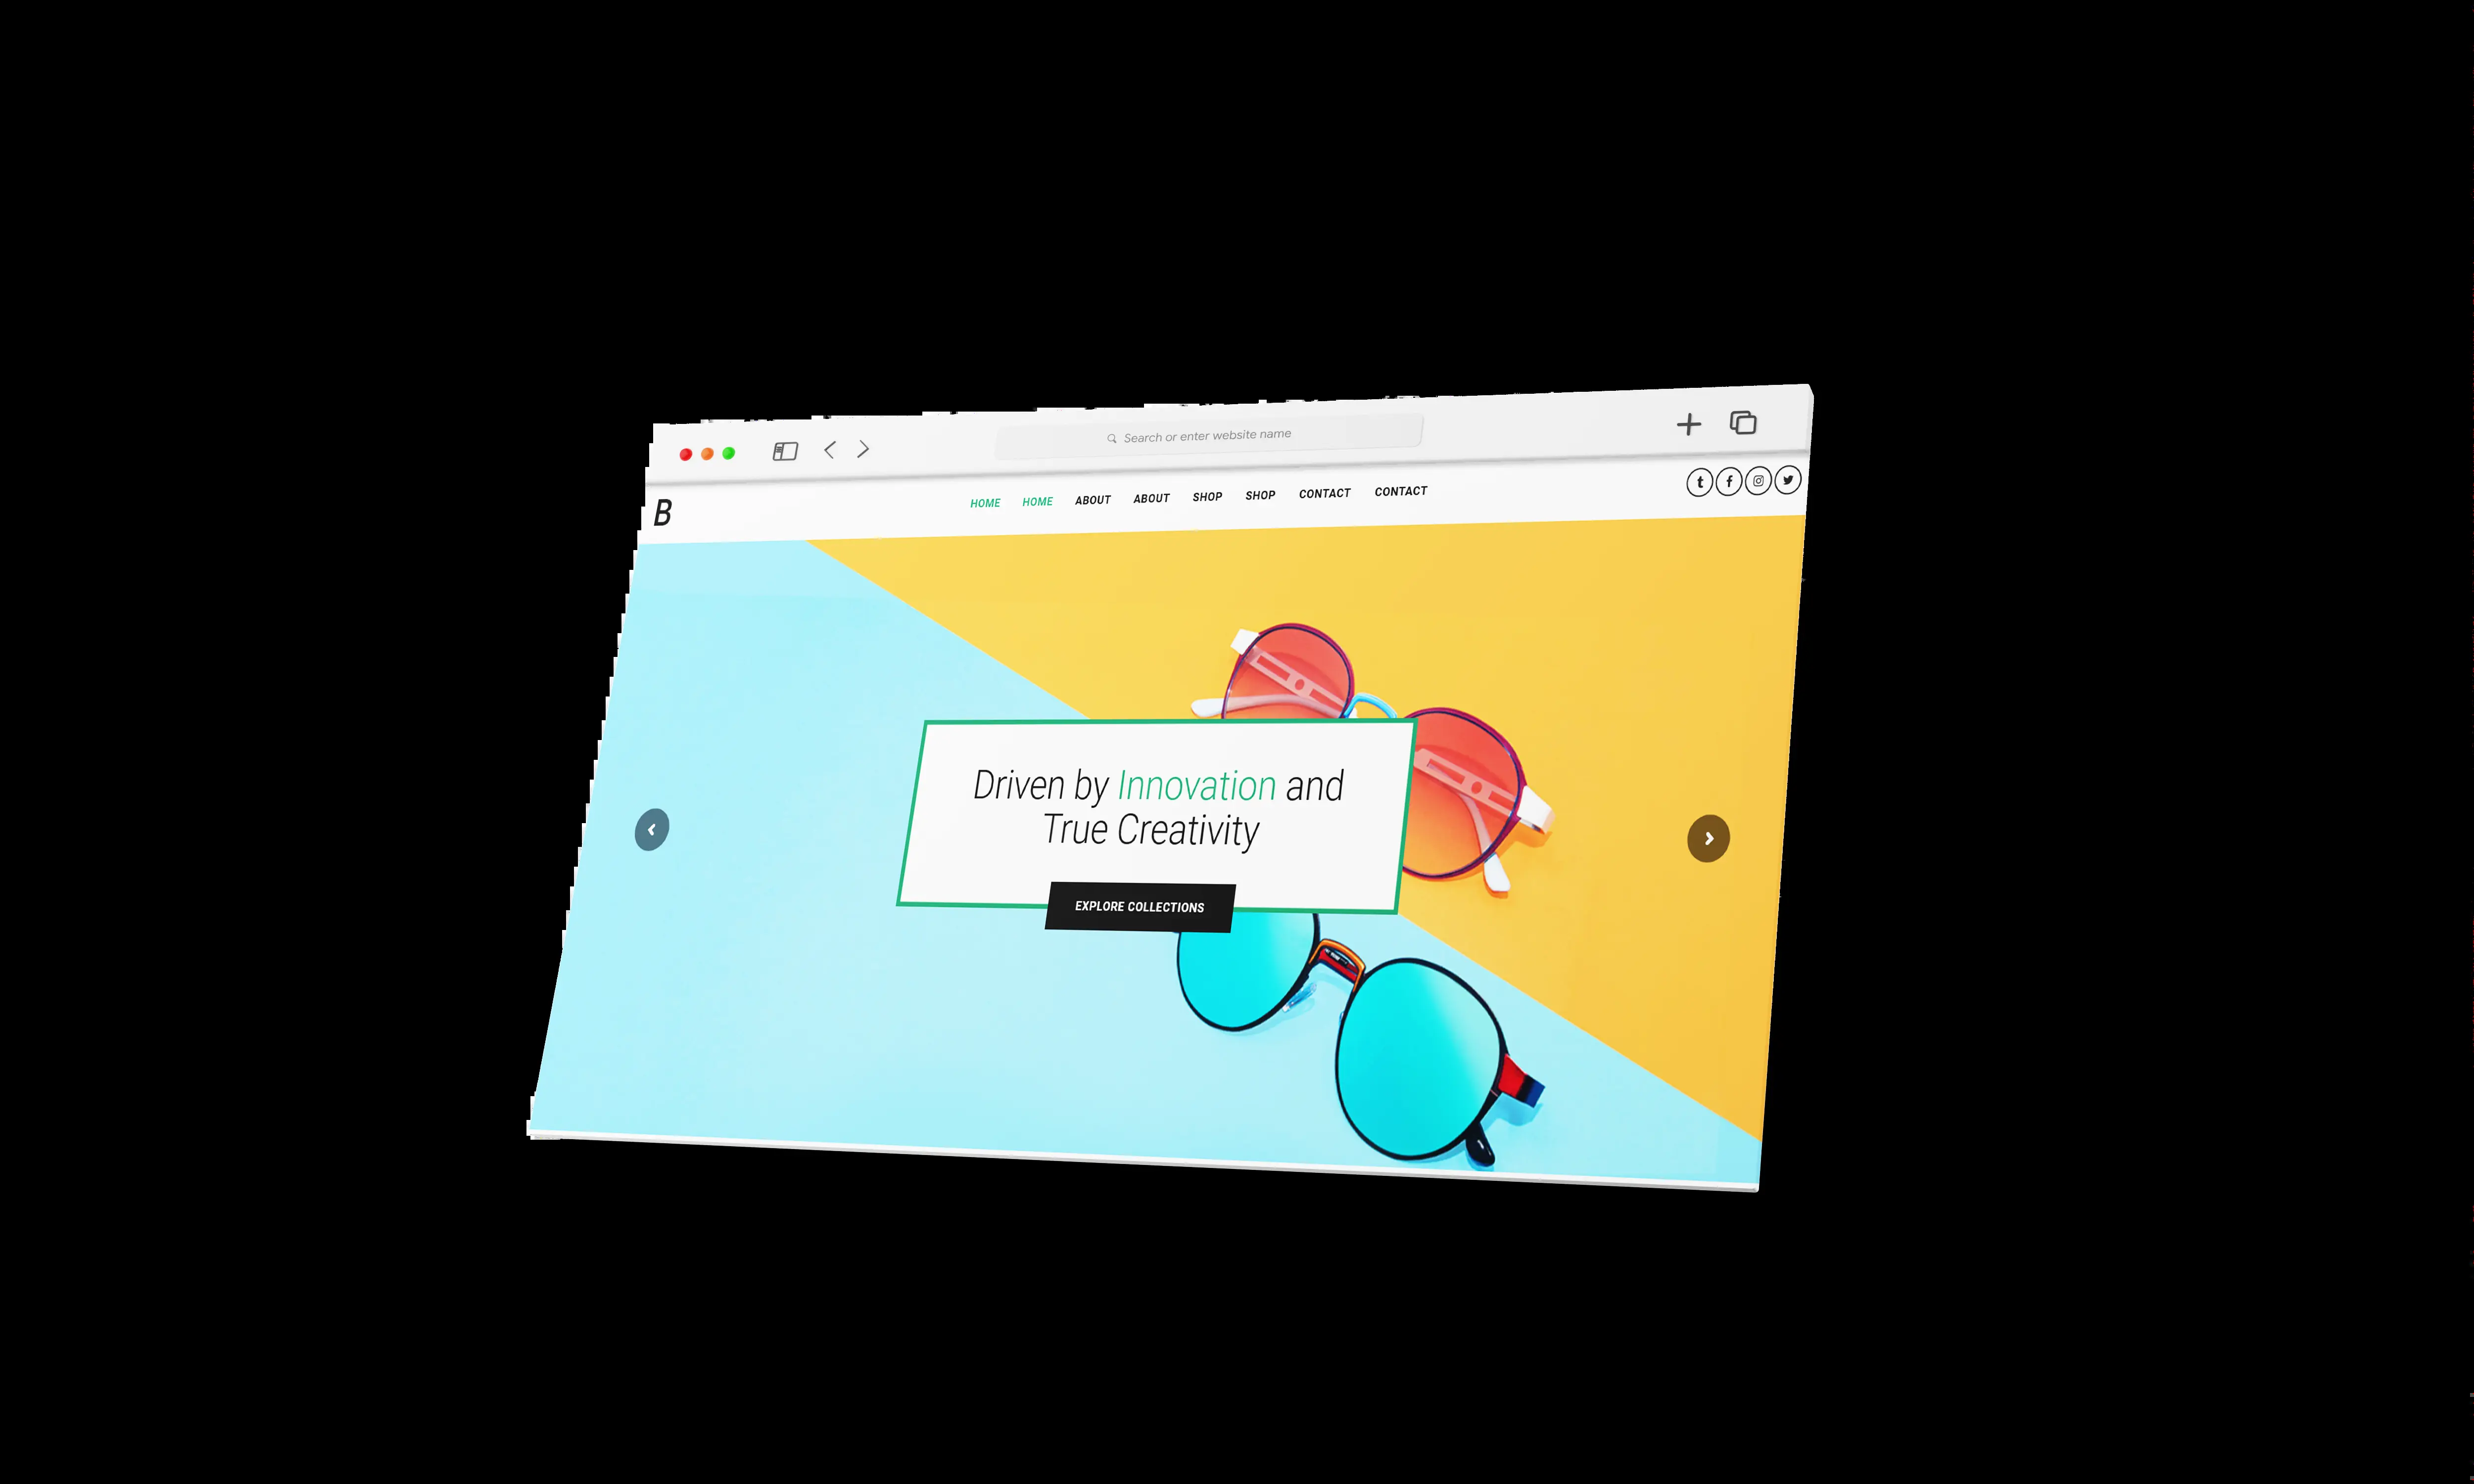 Search or enter website name
B
HOME HOME ABOUT ABOUT SHOP SHOP CONTACT CONTACT
Driven by Innovation and
True Creativity
EXPLORE COLLECTIONS